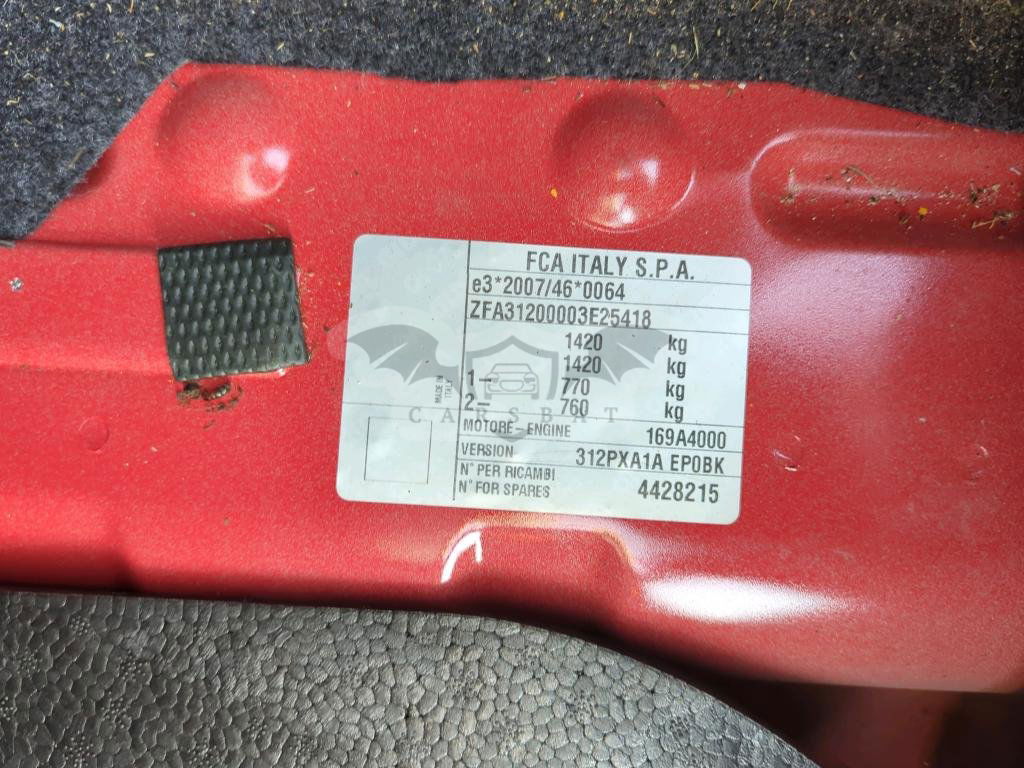 FCA ITALY S.P.A.
e3*2007/46*0064
ZFA31200003E25418
1420 kg
1420 kg
1– 770 kg
2– 760 kg
MADE IN
ITALY
CARSBAT
MOTORE–ENGINE 169A4000
VERSION 312PXA1A EP0BK
N° PER RICAMBI
N° FOR SPARES 4428215